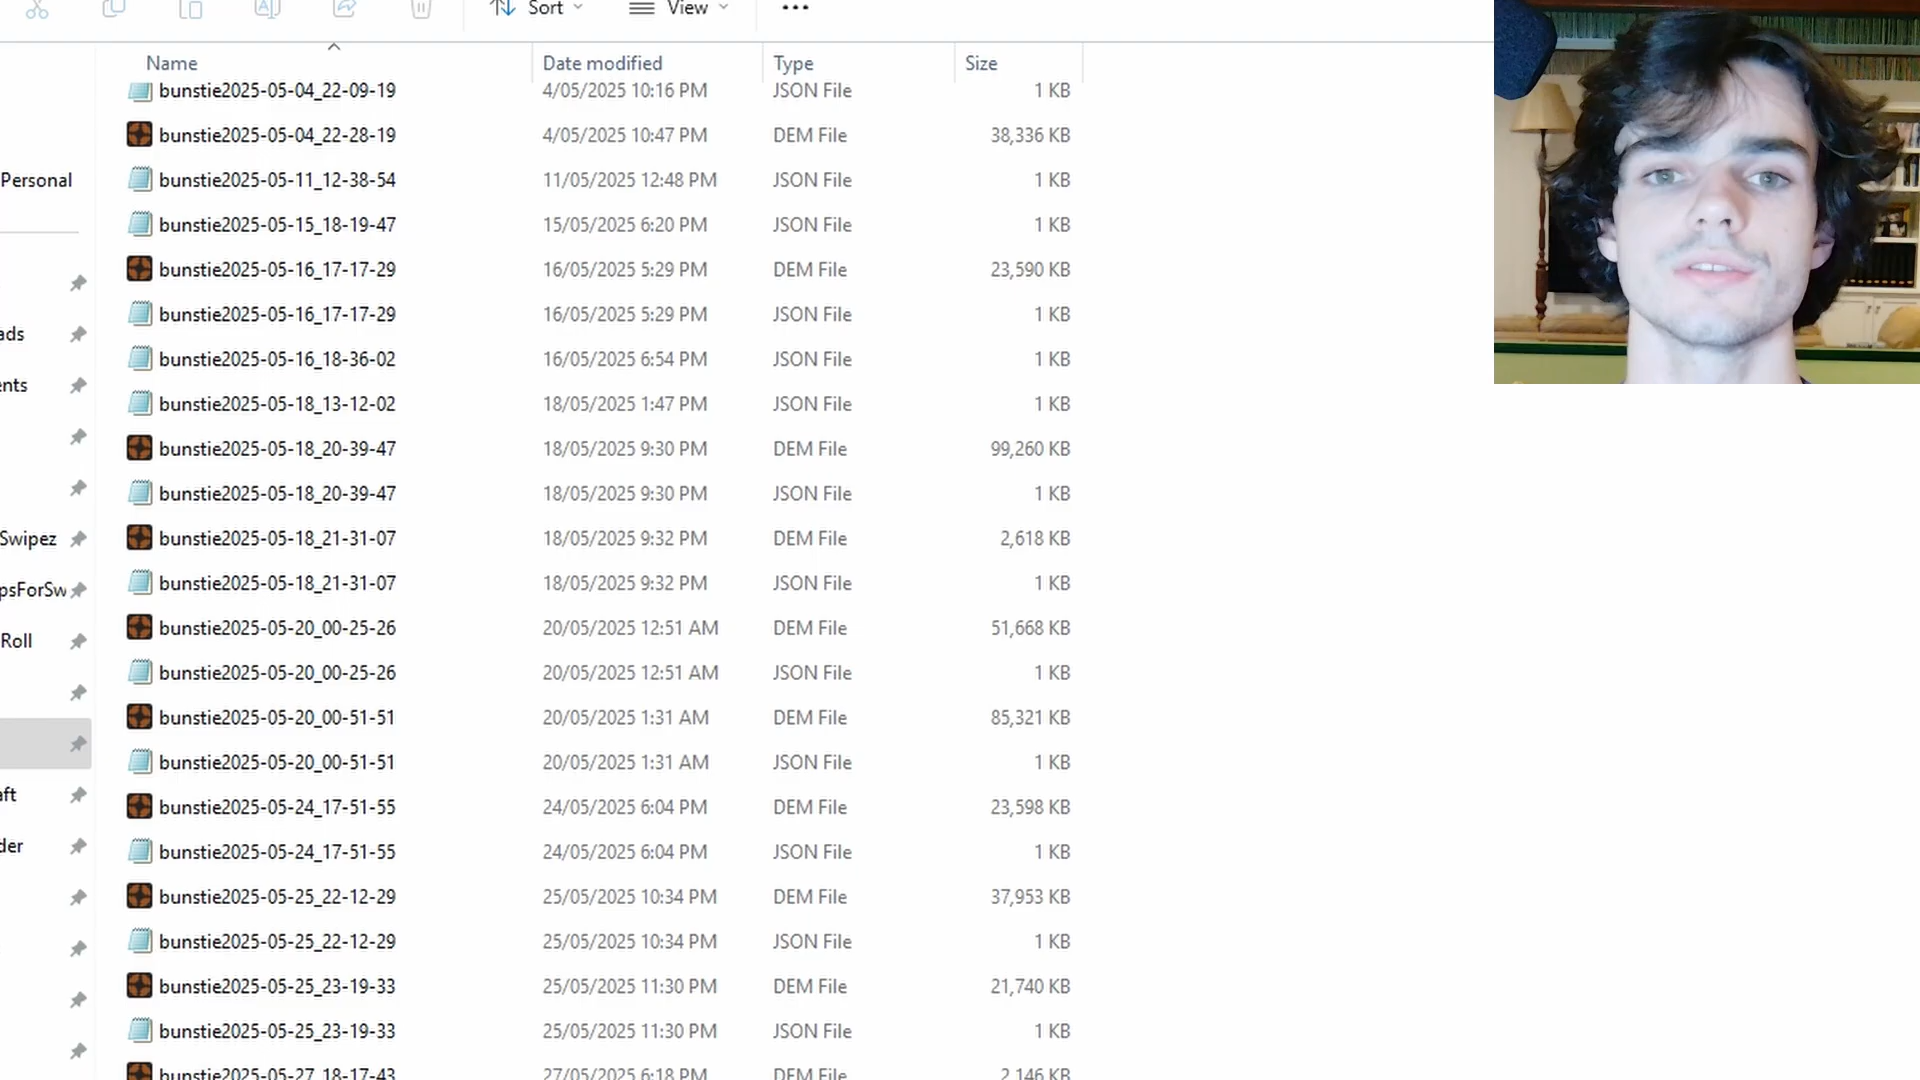 Sort
View
Name Date modified Type Size
bunstie2025-05-04_22-09-19 4/05/2025 10:16 PM JSON File 1 KB
bunstie2025-05-04_22-28-19 4/05/2025 10:47 PM DEM File 38,336 KB
Personal
bunstie2025-05-11_12-38-54 11/05/2025 12:48 PM JSON File 1 KB
bunstie2025-05-15_18-19-47 15/05/2025 6:20 PM JSON File 1 KB
bunstie2025-05-16_17-17-29 16/05/2025 5:29 PM DEM File 23,590 KB
bunstie2025-05-16_17-17-29 16/05/2025 5:29 PM JSON File 1 KB
ads
bunstie2025-05-16_18-36-02 16/05/2025 6:54 PM JSON File 1 KB
ents
bunstie2025-05-18_13-12-02 18/05/2025 1:47 PM JSON File 1 KB
bunstie2025-05-18_20-39-47 18/05/2025 9:30 PM DEM File 99,260 KB
bunstie2025-05-18_20-39-47 18/05/2025 9:30 PM JSON File 1 KB
Swipez
bunstie2025-05-18_21-31-07 18/05/2025 9:32 PM DEM File 2,618 KB
psForSw
bunstie2025-05-18_21-31-07 18/05/2025 9:32 PM JSON File 1 KB
bunstie2025-05-20_00-25-26 20/05/2025 12:51 AM DEM File 51,668 KB
Roll
bunstie2025-05-20_00-25-26 20/05/2025 12:51 AM JSON File 1 KB
bunstie2025-05-20_00-51-51 20/05/2025 1:31 AM DEM File 85,321 KB
bunstie2025-05-20_00-51-51 20/05/2025 1:31 AM JSON File 1 KB
aft
bunstie2025-05-24_17-51-55 24/05/2025 6:04 PM DEM File 23,598 KB
der
bunstie2025-05-24_17-51-55 24/05/2025 6:04 PM JSON File 1 KB
bunstie2025-05-25_22-12-29 25/05/2025 10:34 PM DEM File 37,953 KB
bunstie2025-05-25_22-12-29 25/05/2025 10:34 PM JSON File 1 KB
bunstie2025-05-25_23-19-33 25/05/2025 11:30 PM DEM File 21,740 KB
bunstie2025-05-25_23-19-33 25/05/2025 11:30 PM JSON File 1 KB
bunstie2025-05-27_18-17-43 27/05/2025 6:18 PM DEM File 2,146 KB